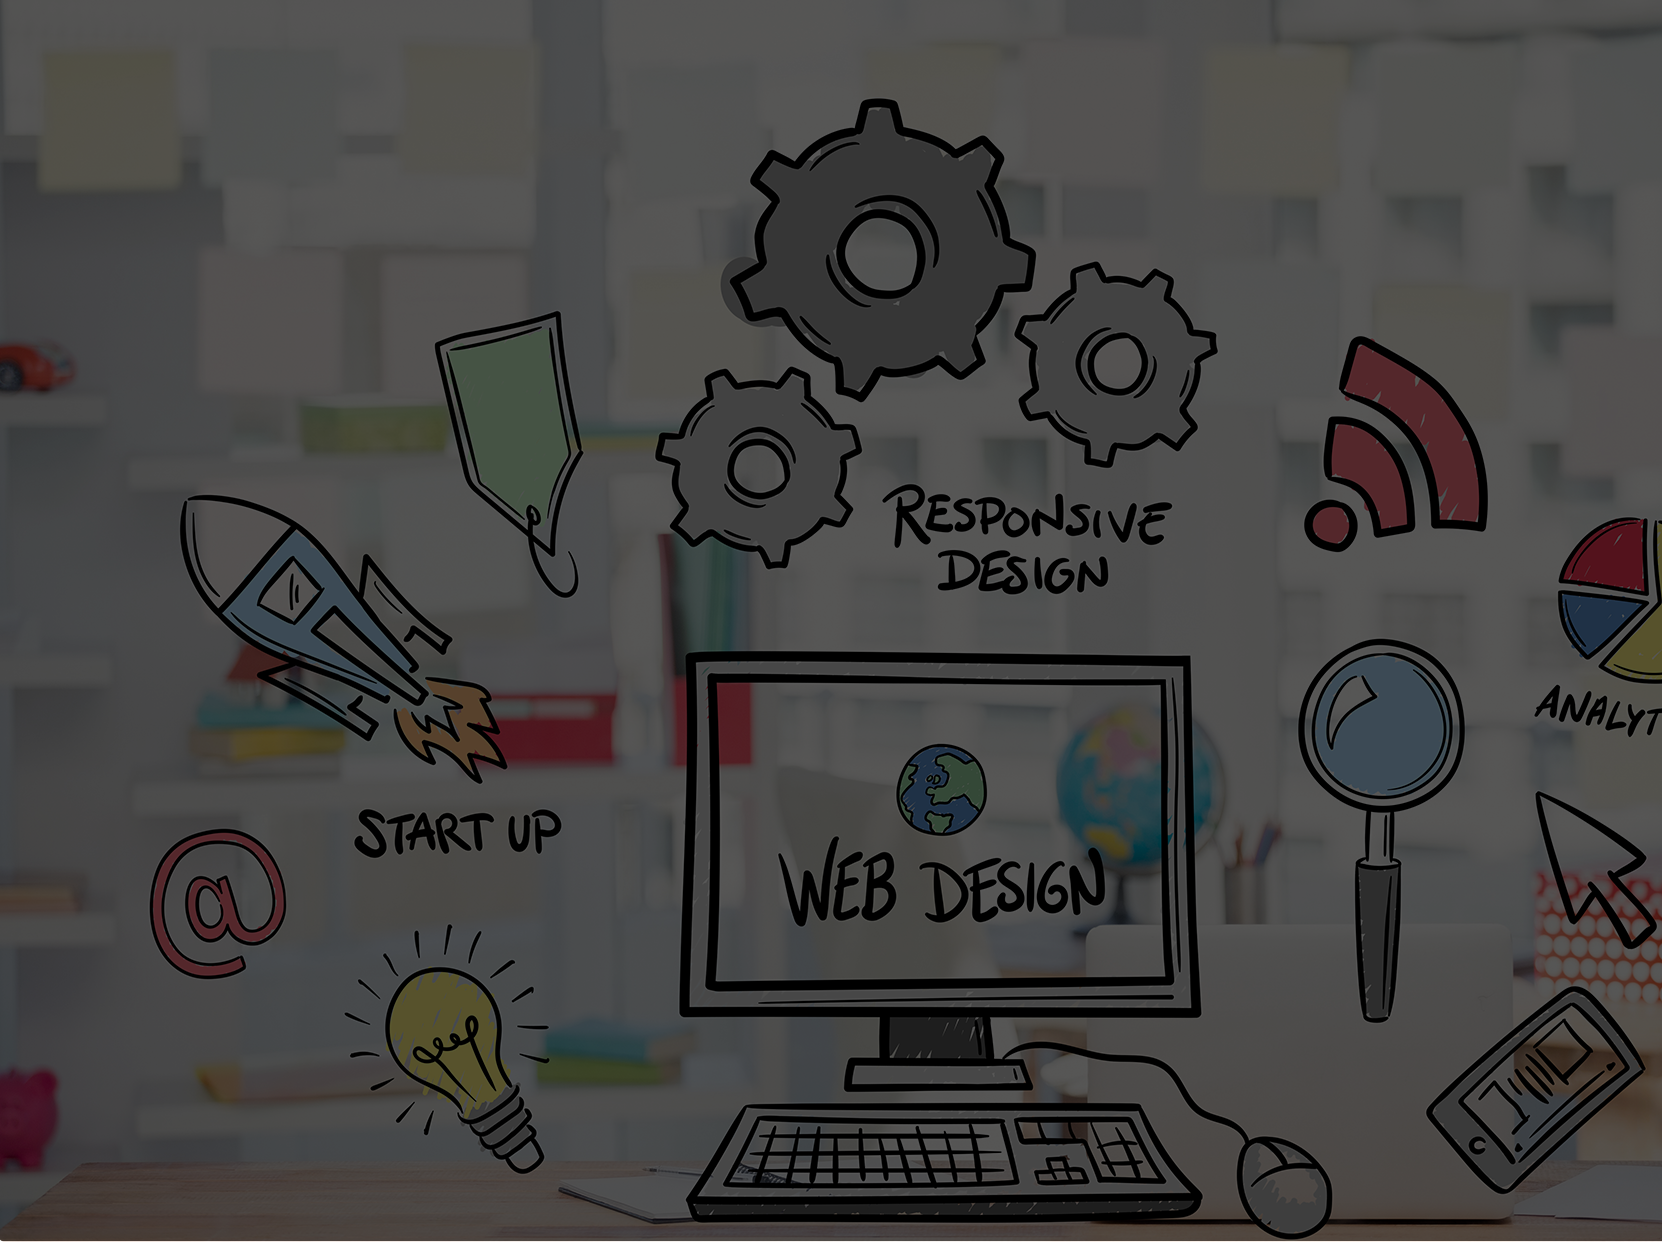 RESPONSIVE
DESIGN
ANALYT
START UP
WEB DESIGN
@